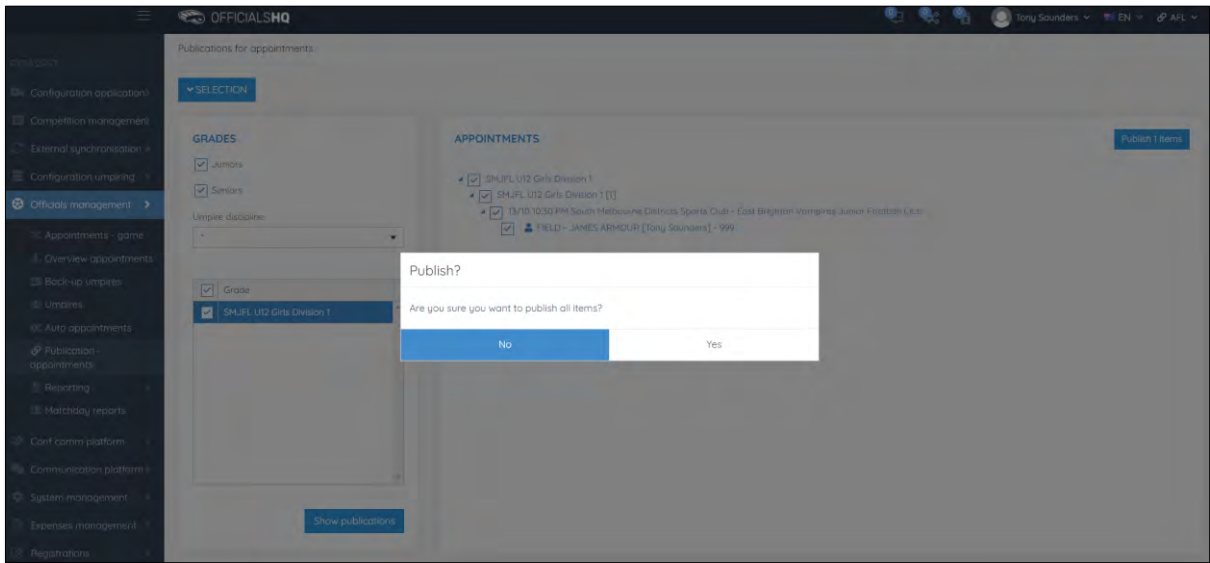 OFFICIALSHQ
Tony Saunders
EN
AFL
Publications for appointments
SELECTION
Configuration application
Competition management
External synchronisation
Configuration umpiring
Officials management
Appointments - game
Overview appointments
Back-up umpires
Umpires
Auto appointments
Publication -
appointments
Reporting
Matchday reports
Conf comm platform
Communication platform
System management
Expenses management
Registrations
GRADES
Juniors
Seniors
Umpire discipline
-
Grade
SMJFL U12 Girls Division 1
Show publications
APPOINTMENTS
Publish 1 items
SMJFL U12 Girls Division 1
SMJFL U12 Girls Division 1 [1]
13/10 10:30 PM South Melbourne Districts Sports Club - East Brighton Vampires Junior Football Club
FIELD - JAMES ARMOUR [Tony Saunders] - 999
Publish?
Are you sure you want to publish all items?
No
Yes